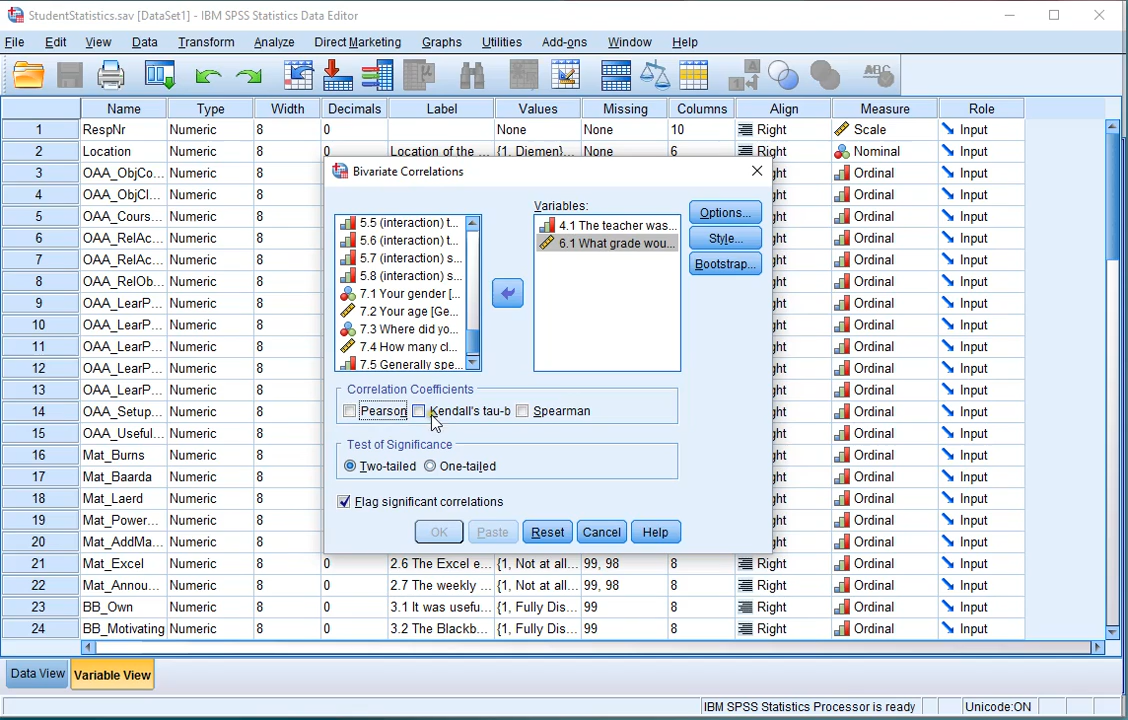 StudentStatistics.sav [DataSet1] - IBM SPSS Statistics Data Editor
File Edit View Data Transform Analyze Direct Marketing Graphs Utilities Add-ons Window Help
Name Type Width Decimals Label Values Missing Columns Align Measure Role
1 RespNr Numeric 8 0 None None 10 Right Scale Input
2 Location Numeric 8 0 Location of the ... {1, Diemen}... None 6 Right Nominal Input
3 OAA_ObjCo... Numeric 8 ght Ordinal Input
4 OAA_ObjCl... Numeric 8 ght Ordinal Input
5 OAA_Cours... Numeric 8 ght Ordinal Input
6 OAA_RelAc... Numeric 8 ght Ordinal Input
7 OAA_RelAc... Numeric 8 ght Ordinal Input
8 OAA_RelOb... Numeric 8 ght Ordinal Input
9 OAA_LearP... Numeric 8 ght Ordinal Input
10 OAA_LearP... Numeric 8 ght Ordinal Input
11 OAA_LearP... Numeric 8 ght Ordinal Input
12 OAA_LearP... Numeric 8 ght Ordinal Input
13 OAA_LearP... Numeric 8 ght Ordinal Input
14 OAA_Setup... Numeric 8 ght Ordinal Input
15 OAA_Useful... Numeric 8 ght Ordinal Input
16 Mat_Burns Numeric 8 ght Ordinal Input
17 Mat_Baarda Numeric 8 ght Ordinal Input
18 Mat_Laerd Numeric 8 ght Ordinal Input
19 Mat_Power... Numeric 8 ght Ordinal Input
20 Mat_AddMa... Numeric 8 ght Ordinal Input
21 Mat_Excel Numeric 8 0 2.6 The Excel e... {1, Not at all... 99, 98 8 Right Ordinal Input
22 Mat_Annou... Numeric 8 0 2.7 The weekly ... {1, Not at all... 99, 98 8 Right Ordinal Input
23 BB_Own Numeric 8 0 3.1 It was usefu... {1, Fully Dis... 99 8 Right Ordinal Input
24 BB_Motivating Numeric 8 0 3.2 The Blackb... {1, Fully Dis... 99 8 Right Ordinal Input
Bivariate Correlations
Variables:
5.5 (interaction) t...
5.6 (interaction) t...
5.7 (interaction) s...
5.8 (interaction) s...
7.1 Your gender [...
7.2 Your age [Ge...
7.3 Where did yo...
7.4 How many cl...
7.5 Generally spe...
4.1 The teacher was...
6.1 What grade wou...
Options...
Style...
Bootstrap...
Correlation Coefficients
Pearson Kendall's tau-b Spearman
Test of Significance
Two-tailed One-tailed
Flag significant correlations
OK Paste Reset Cancel Help
Data View Variable View
IBM SPSS Statistics Processor is ready Unicode:ON